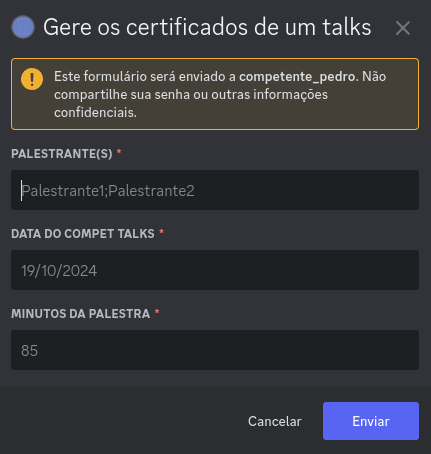 Gere os certificados de um talks
Este formulário será enviado a competente_pedro. Não
compartilhe sua senha ou outras informações
confidenciais.
PALESTRANTE(S) *
Palestrante1;Palestrante2
DATA DO COMPET TALKS *
19/10/2024
MINUTOS DA PALESTRA *
85
Cancelar
Enviar